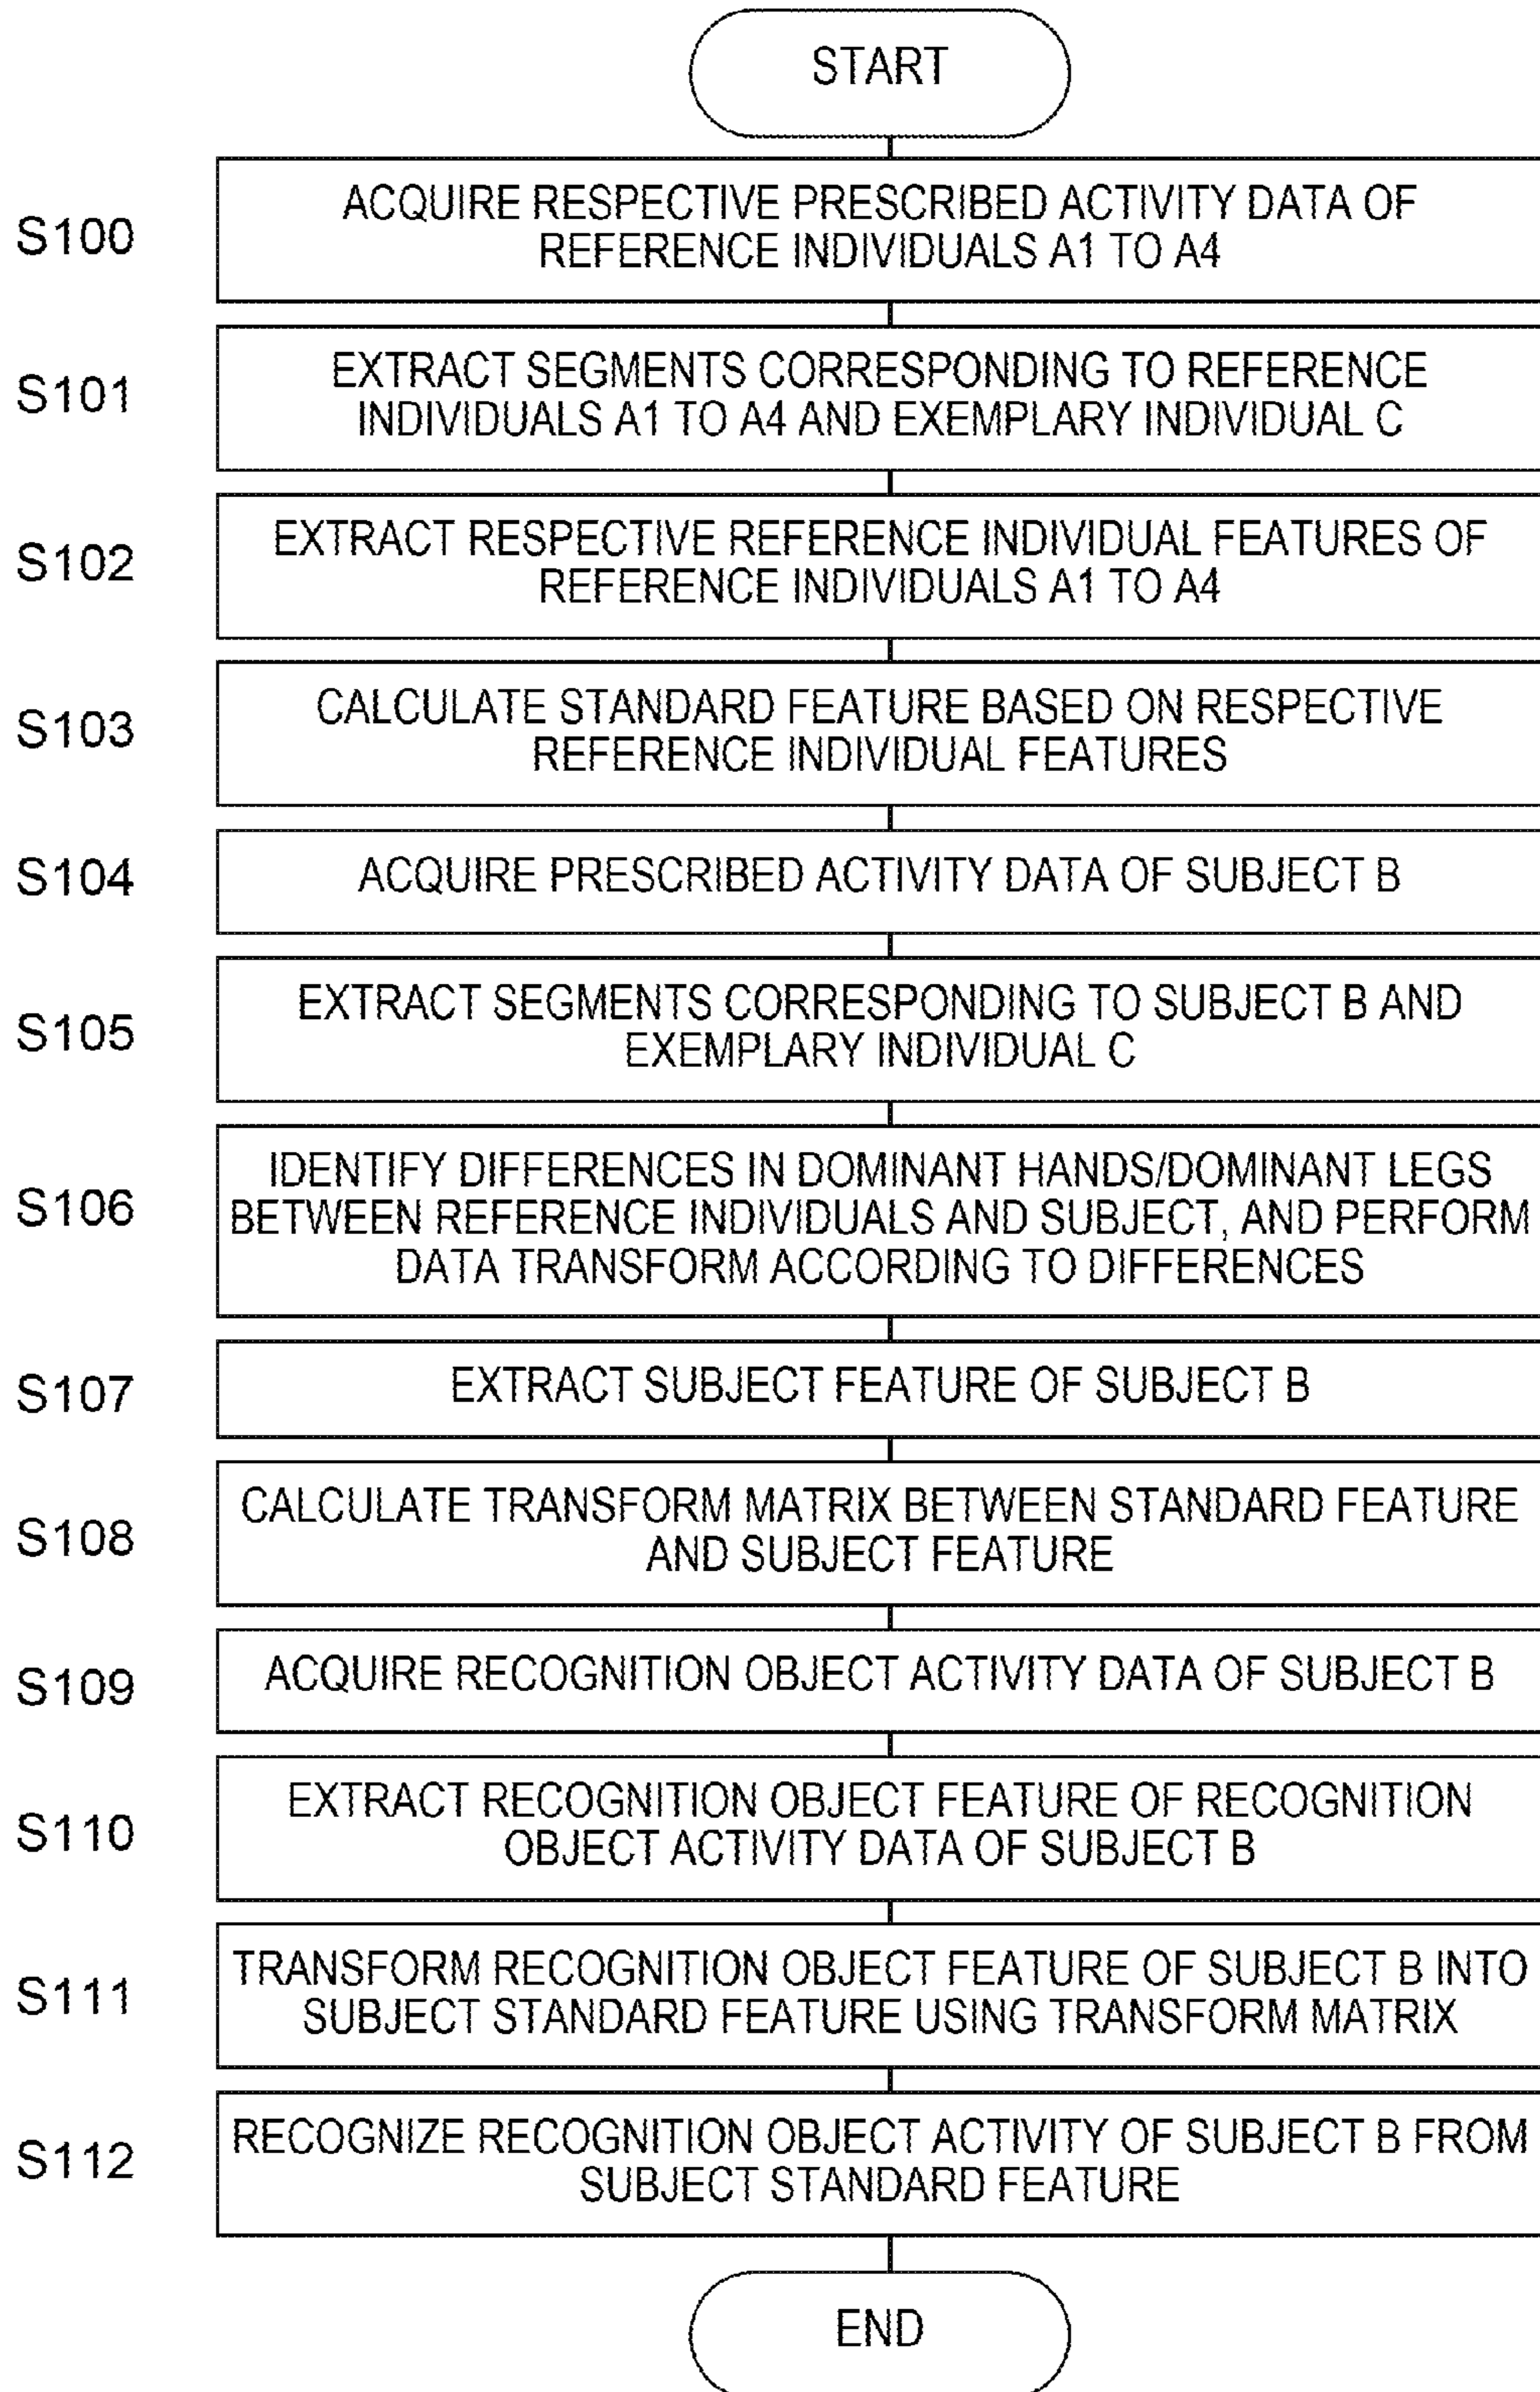 START
S100
ACQUIRE RESPECTIVE PRESCRIBED ACTIVITY DATA OF
REFERENCE INDIVIDUALS A1 TO A4
S101
EXTRACT SEGMENTS CORRESPONDING TO REFERENCE
INDIVIDUALS A1 TO A4 AND EXEMPLARY INDIVIDUAL C
S102
EXTRACT RESPECTIVE REFERENCE INDIVIDUAL FEATURES OF
REFERENCE INDIVIDUALS A1 TO A4
S103
CALCULATE STANDARD FEATURE BASED ON RESPECTIVE
REFERENCE INDIVIDUAL FEATURES
S104
ACQUIRE PRESCRIBED ACTIVITY DATA OF SUBJECT B
S105
EXTRACT SEGMENTS CORRESPONDING TO SUBJECT B AND
EXEMPLARY INDIVIDUAL C
S106
IDENTIFY DIFFERENCES IN DOMINANT HANDS/DOMINANT LEGS
BETWEEN REFERENCE INDIVIDUALS AND SUBJECT, AND PERFORM
DATA TRANSFORM ACCORDING TO DIFFERENCES
S107
EXTRACT SUBJECT FEATURE OF SUBJECT B
S108
CALCULATE TRANSFORM MATRIX BETWEEN STANDARD FEATURE
AND SUBJECT FEATURE
S109
ACQUIRE RECOGNITION OBJECT ACTIVITY DATA OF SUBJECT B
S110
EXTRACT RECOGNITION OBJECT FEATURE OF RECOGNITION
OBJECT ACTIVITY DATA OF SUBJECT B
S111
TRANSFORM RECOGNITION OBJECT FEATURE OF SUBJECT B INTO
SUBJECT STANDARD FEATURE USING TRANSFORM MATRIX
S112
RECOGNIZE RECOGNITION OBJECT ACTIVITY OF SUBJECT B FROM
SUBJECT STANDARD FEATURE
END